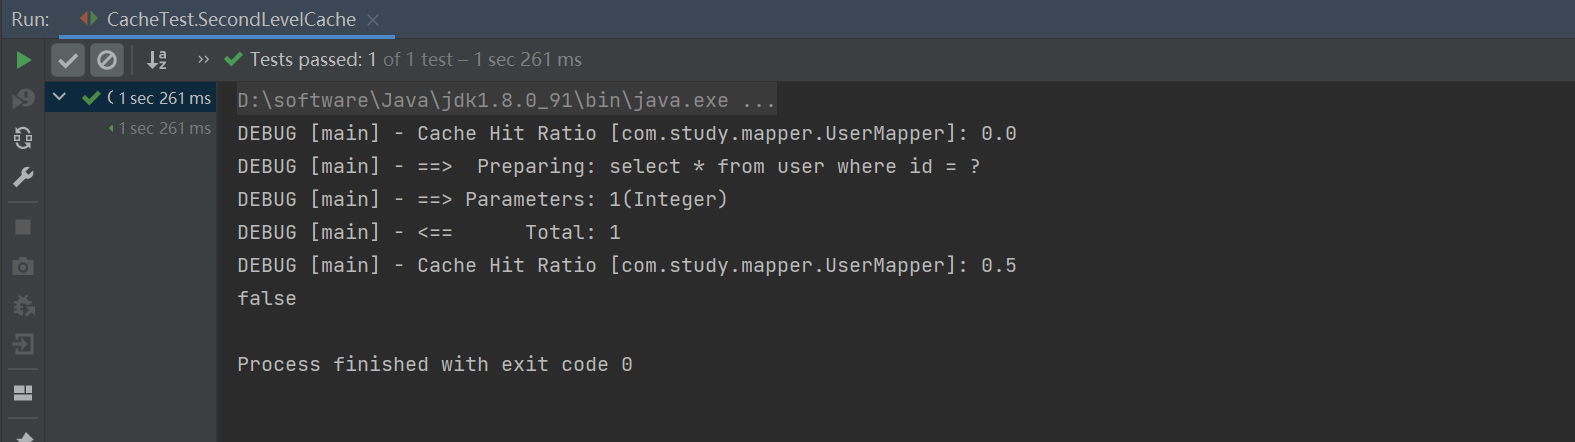 Run: CacheTest.SecondLevelCache ×
» Tests passed: 1 of 1 test – 1 sec 261 ms
1 sec 261 ms
1 sec 261 ms
D:\software\Java\jdk1.8.0_91\bin\java.exe ...
DEBUG [main] - Cache Hit Ratio [com.study.mapper.UserMapper]: 0.0
DEBUG [main] - ==>  Preparing: select * from user where id = ?
DEBUG [main] - ==> Parameters: 1(Integer)
DEBUG [main] - <==      Total: 1
DEBUG [main] - Cache Hit Ratio [com.study.mapper.UserMapper]: 0.5
false
Process finished with exit code 0